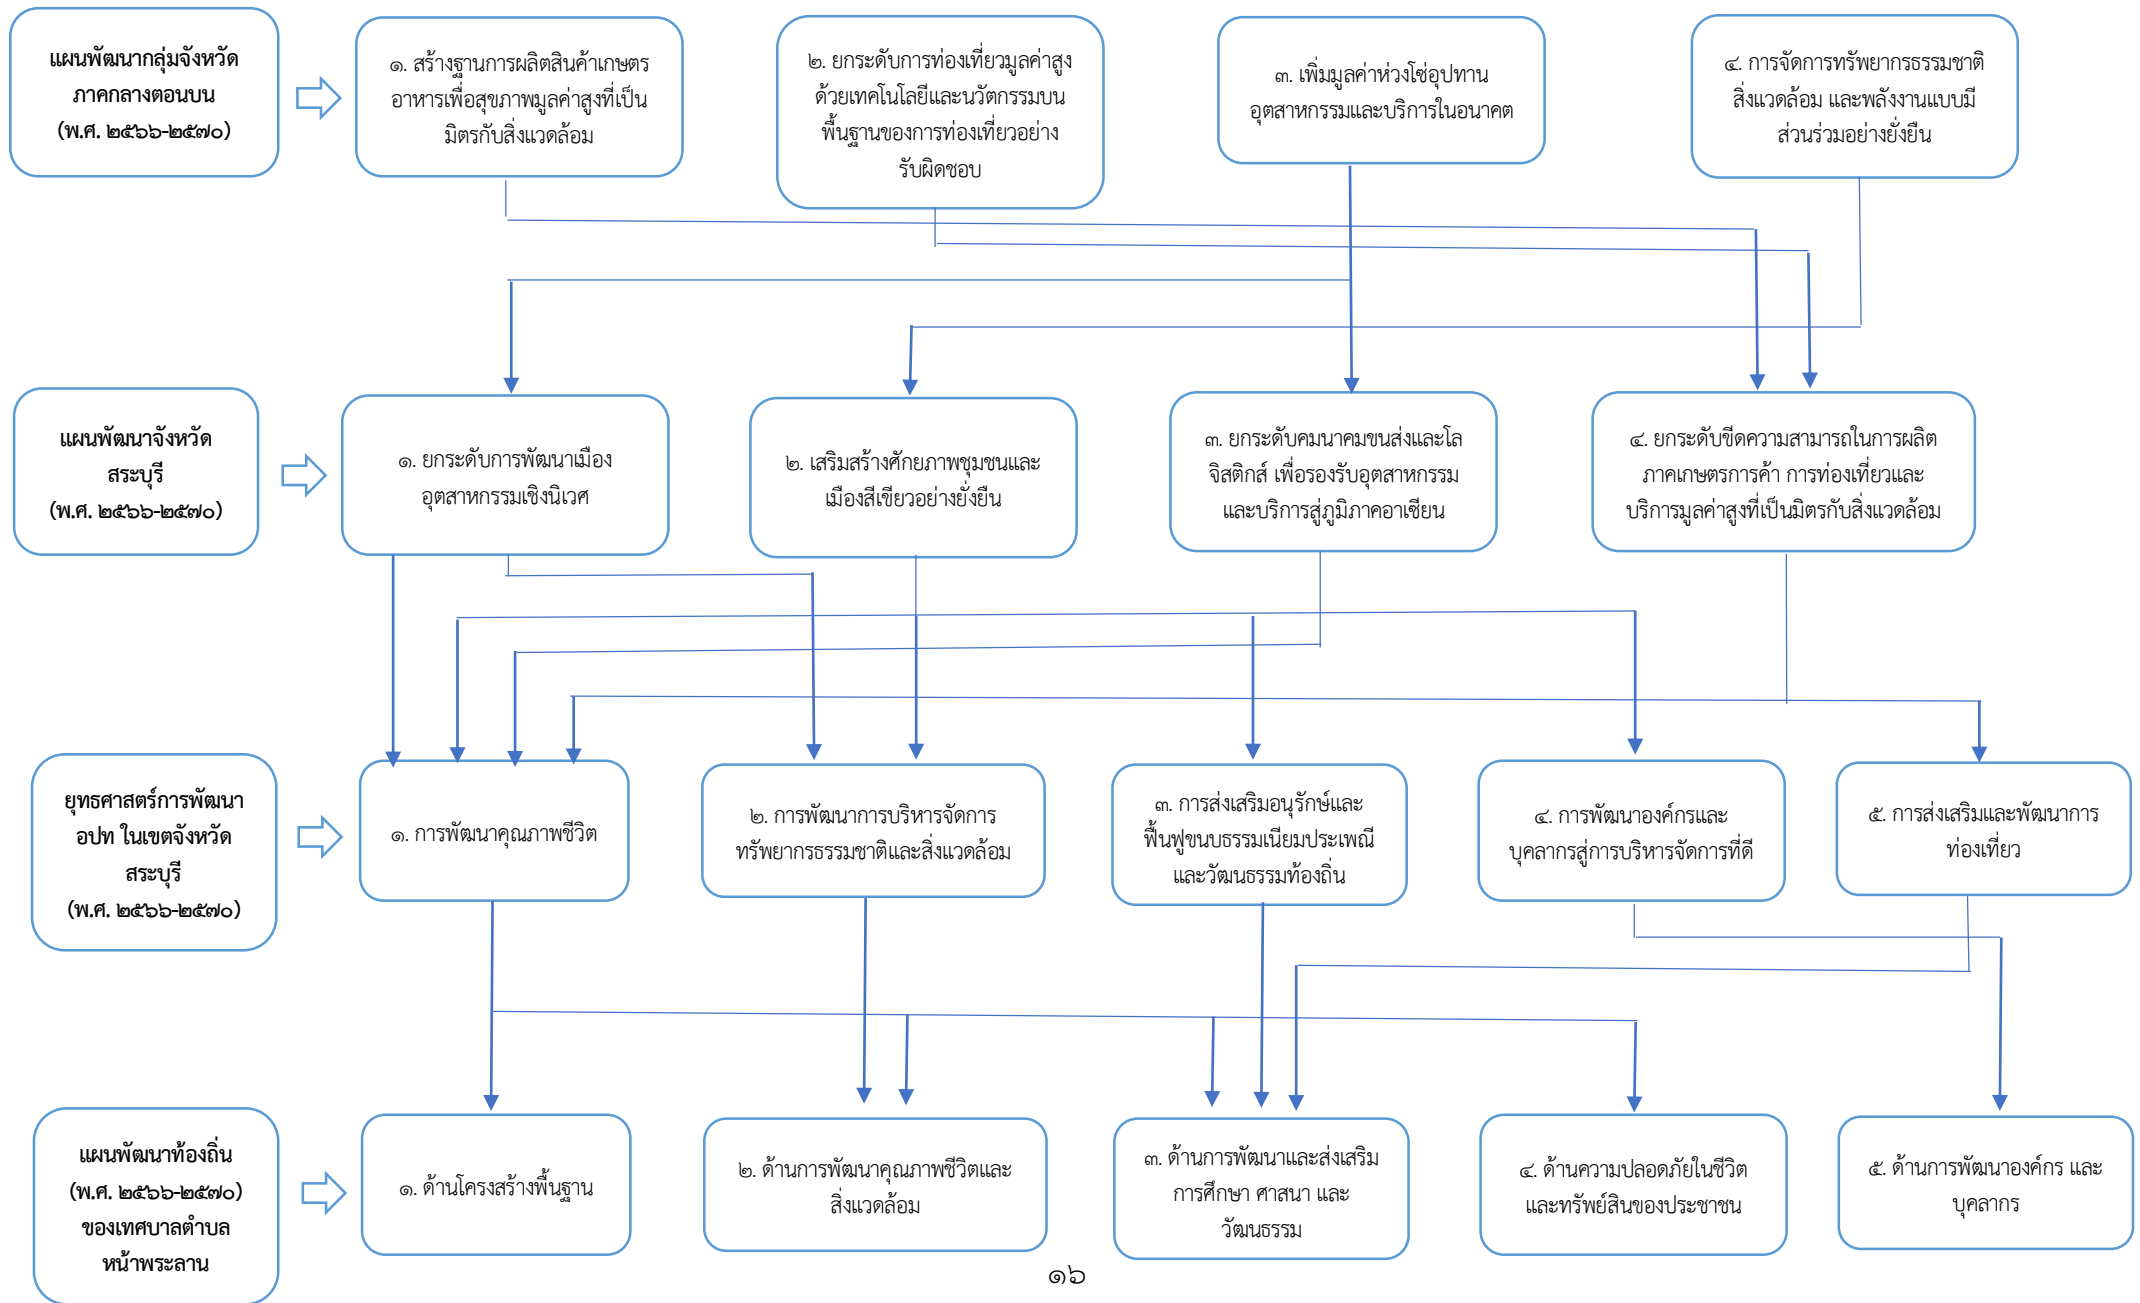 แผนพัฒนากลุ่มจังหวัด
ภาคกลางตอนบน
(พ.ศ. ๒๕๖๖-๒๕๗๐)
๑. สร้างฐานการผลิตสินค้าเกษตร
อาหารเพื่อสุขภาพมูลค่าสูงที่เป็น
มิตรกับสิ่งแวดล้อม
๒. ยกระดับการท่องเที่ยวมูลค่าสูง
ด้วยเทคโนโลยีและนวัตกรรมบน
พื้นฐานของการท่องเที่ยวอย่าง
รับผิดชอบ
๓. เพิ่มมูลค่าห่วงโซ่อุปทาน
อุตสาหกรรมและบริการในอนาคต
๔. การจัดการทรัพยากรธรรมชาติ
สิ่งแวดล้อม และพลังงานแบบมี
ส่วนร่วมอย่างยั่งยืน
แผนพัฒนาจังหวัด
สระบุรี
(พ.ศ. ๒๕๖๖-๒๕๗๐)
๑. ยกระดับการพัฒนาเมือง
อุตสาหกรรมเชิงนิเวศ
๒. เสริมสร้างศักยภาพชุมชนและ
เมืองสีเขียวอย่างยั่งยืน
๓. ยกระดับคมนาคมขนส่งและโล
จิสติกส์ เพื่อรองรับอุตสาหกรรม
และบริการสู่ภูมิภาคอาเซียน
๔. ยกระดับขีดความสามารถในการผลิต
ภาคเกษตรการค้า การท่องเที่ยวและ
บริการมูลค่าสูงที่เป็นมิตรกับสิ่งแวดล้อม
ยุทธศาสตร์การพัฒนา
อปท ในเขตจังหวัด
สระบุรี
(พ.ศ. ๒๕๖๖-๒๕๗๐)
๑. การพัฒนาคุณภาพชีวิต
๒. การพัฒนาการบริหารจัดการ
ทรัพยากรธรรมชาติและสิ่งแวดล้อม
๓. การส่งเสริมอนุรักษ์และ
ฟื้นฟูขนบธรรมเนียมประเพณี
และวัฒนธรรมท้องถิ่น
๔. การพัฒนาองค์กรและ
บุคลากรสู่การบริหารจัดการที่ดี
๕. การส่งเสริมและพัฒนาการ
ท่องเที่ยว
แผนพัฒนาท้องถิ่น
(พ.ศ. ๒๕๖๖-๒๕๗๐)
ของเทศบาลตำบล
หน้าพระลาน
๑. ด้านโครงสร้างพื้นฐาน
๒. ด้านการพัฒนาคุณภาพชีวิตและ
สิ่งแวดล้อม
๓. ด้านการพัฒนาและส่งเสริม
การศึกษา ศาสนา และ
วัฒนธรรม
๔. ด้านความปลอดภัยในชีวิต
และทรัพย์สินของประชาชน
๕. ด้านการพัฒนาองค์กร และ
บุคลากร
๑๖